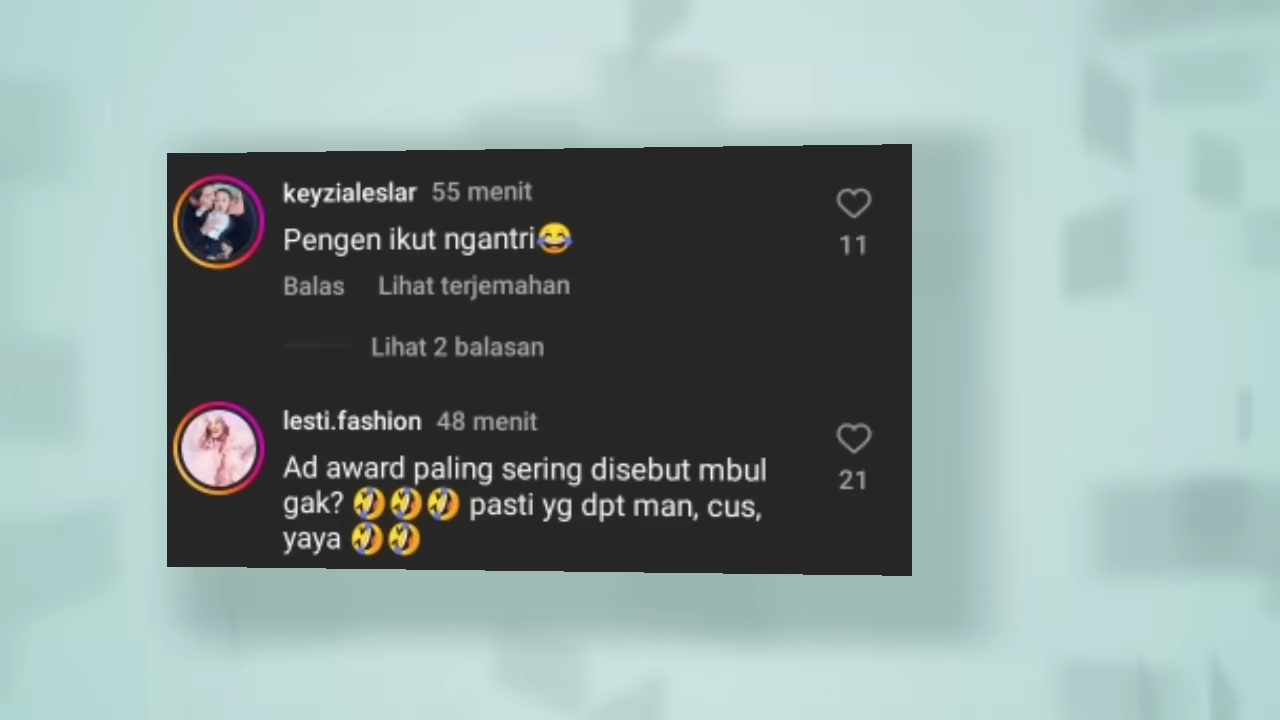 keyzialeslar 55 menit
Pengen ikut ngantri😂
11
Balas Lihat terjemahan
Lihat 2 balasan
lesti.fashion 48 menit
Ad award paling sering disebut mbul
gak? 🤣🤣🤣 pasti yg dpt man, cus,
yaya 🤣🤣
21